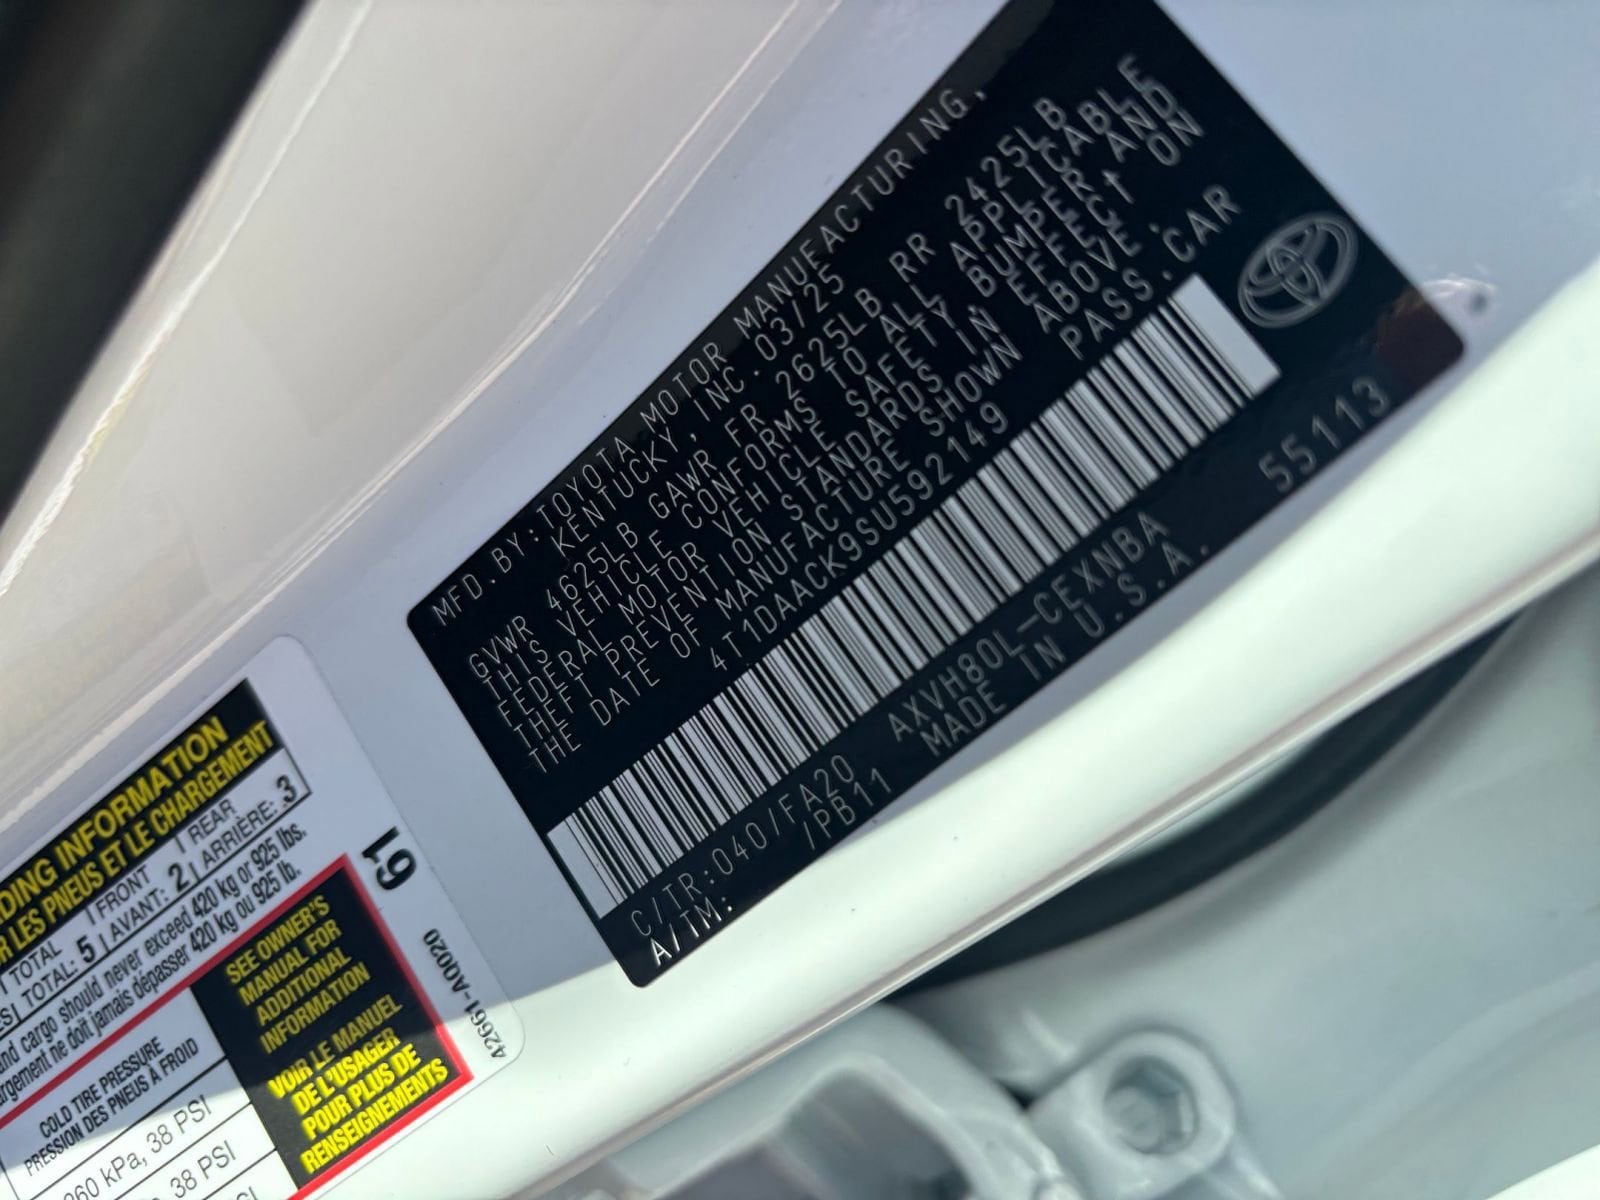 MFD.BY:TOYOTA MOTOR MANUFACTURING,
KENTUCKY, INC. 03/25
GVWR 4625LB GAWR FR 2625LB RR 2425LB
THIS VEHICLE CONFORMS TO ALL APPLICABLE
FEDERAL MOTOR VEHICLE SAFETY, BUMPER, AND
THEFT PREVENTION STANDARDS IN EFFECT ON
THE DATE OF MANUFACTURE SHOWN ABOVE.
4T1DAACK9SU592149 PASS.CAR
C/TR:040/FA20 AXVH80L-CEXNBA 55113
A/TM: /PB11 MADE IN U.S.A.
DING INFORMATION
R LES PNEUS ET LE CHARGEMENT
TOTAL FRONT REAR
TOTAL: 5 AVANT: 2 ARRIÈRE: 3
and cargo should never exceed 420 kg or 925 lbs.
argement ne doit jamais dépasser 420 kg ou 925 lb.
COLD TIRE PRESSURE
PRESSION DES PNEUS À FROID
260 kPa, 38 PSI
38 PSI
PSI
SEE OWNER'S
MANUAL FOR
ADDITIONAL
INFORMATION
VOIR LE MANUEL
DE L'USAGER
POUR PLUS DE
RENSEIGNEMENTS
61
42661-A0020